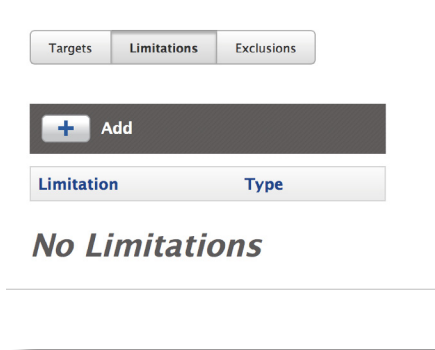 Targets Limitations Exclusions
+ Add
Limitation Type
No Limitations